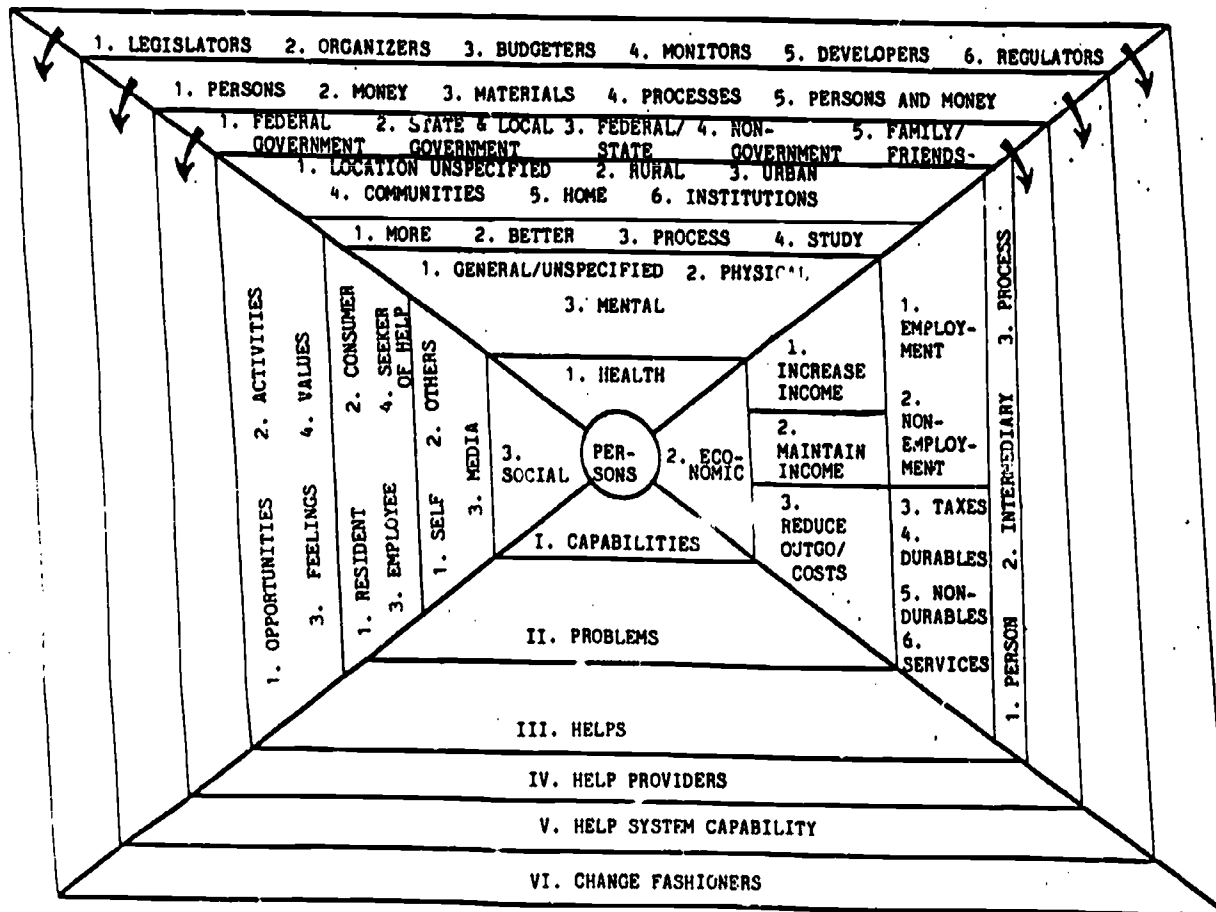 1. LEGISLATORS 2. ORGANIZERS 3. BUDGETERS 4. MONITORS 5. DEVELOPERS 6. REGULATORS
1. PERSONS 2. MONEY 3. MATERIALS 4. PROCESSES 5. PERSONS AND MONEY
1. FEDERAL 2. STATE & LOCAL 3. FEDERAL/ 4. NON- 5. FAMILY/
GOVERNMENT GOVERNMENT STATE GOVERNMENT FRIENDS-
1. LOCATION UNSPECIFIED 2. RURAL 3. URBAN
4. COMMUNITIES 5. HOME 6. INSTITUTIONS
1. MORE 2. BETTER 3. PROCESS 4. STUDY
1. GENERAL/UNSPECIFIED 2. PHYSICAL
3. MENTAL
1. HEALTH
1. OPPORTUNITIES 2. ACTIVITIES
3. FEELINGS 4. VALUES
1. RESIDENT 2. CONSUMER
3. EMPLOYEE 4. SEEKER
OF HELP
1. SELF 2. OTHERS
3. MEDIA
3.
SOCIAL
PER-
SONS
2. ECO-
NOMIC
1.
INCREASE
INCOME
2.
MAINTAIN
INCOME
3.
REDUCE
OUTGO/
COSTS
1.
EMPLOY-
MENT
2.
NON-
EMPLOY-
MENT
3. TAXES
4.
DURABLES
5. NON-
DURABLES
6.
SERVICES
1. PERSON 2. INTERMEDIARY 3. PROCESS
I. CAPABILITIES
II. PROBLEMS
III. HELPS
IV. HELP PROVIDERS
V. HELP SYSTEM CAPABILITY
VI. CHANGE FASHIONERS